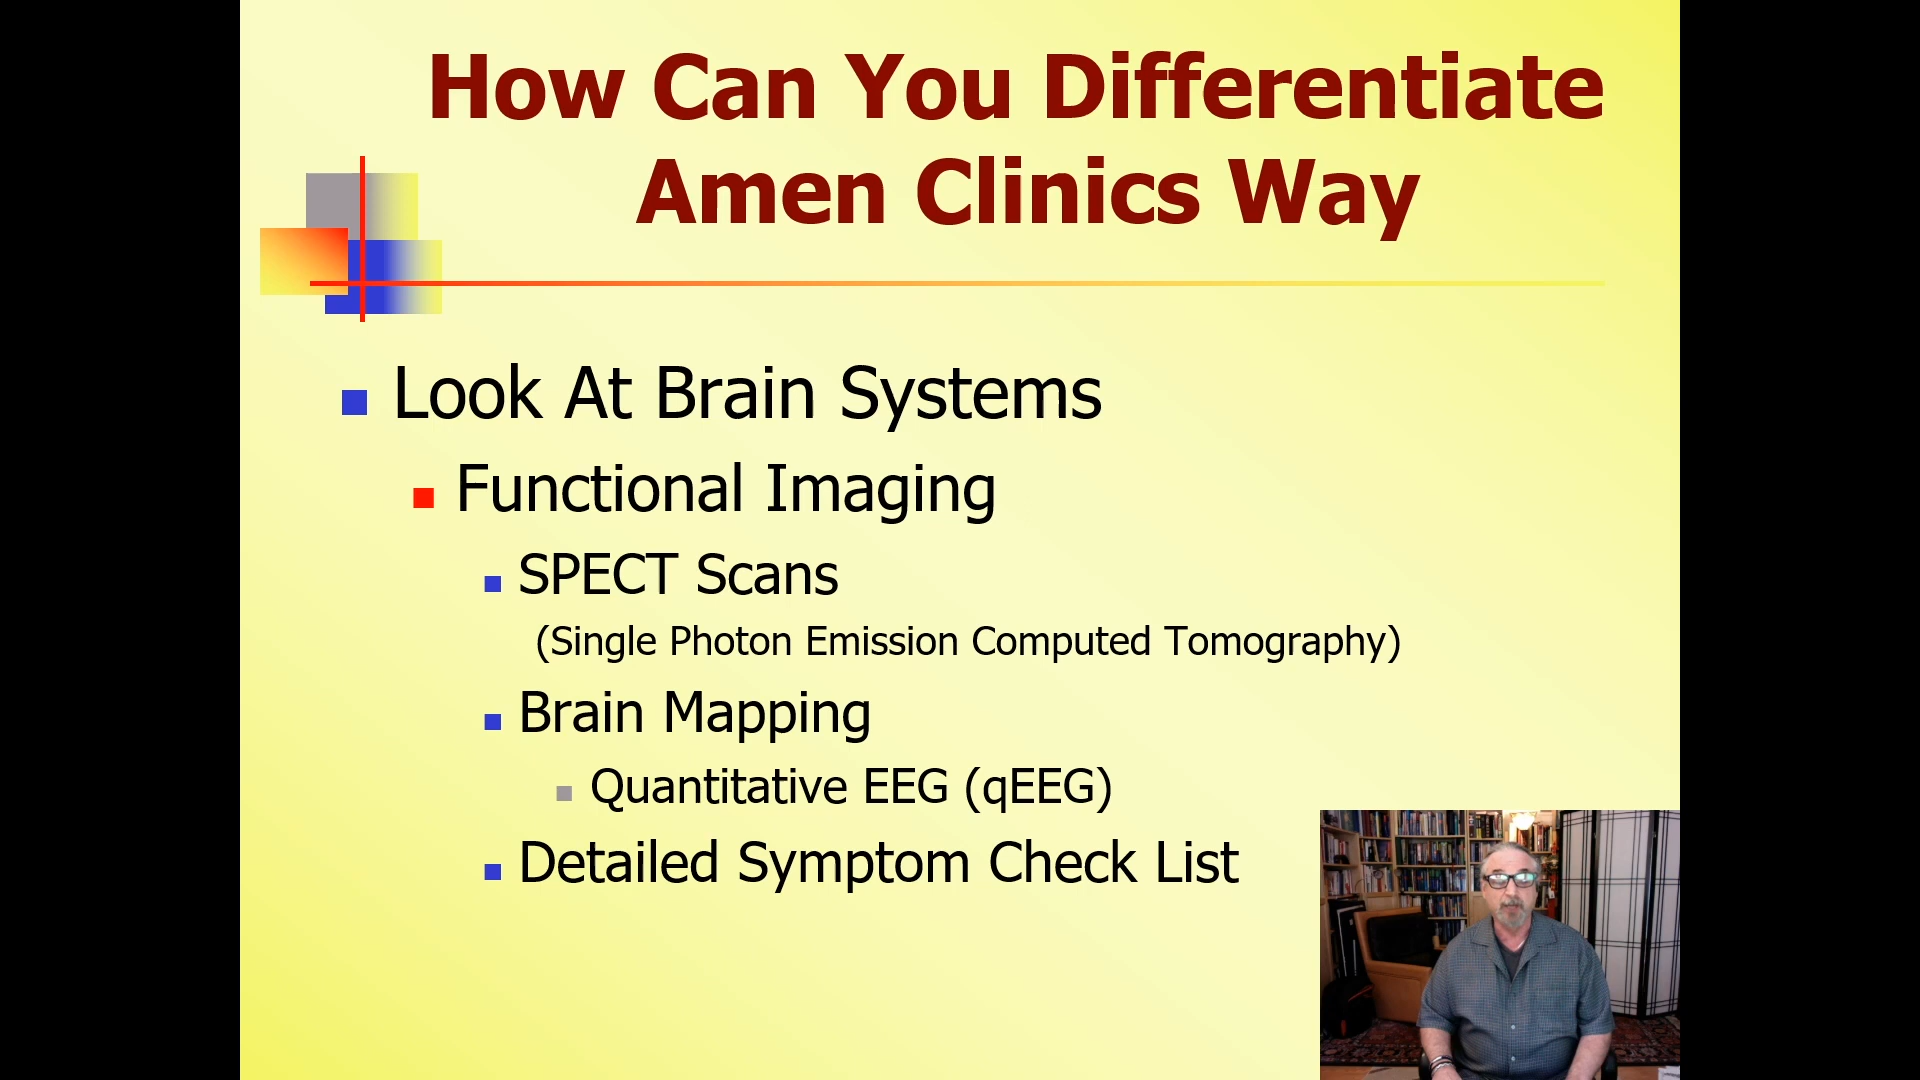 How Can You Differentiate
Amen Clinics Way
Look At Brain Systems
Functional Imaging
SPECT Scans
(Single Photon Emission Computed Tomography)
Brain Mapping
Quantitative EEG (qEEG)
Detailed Symptom Check List